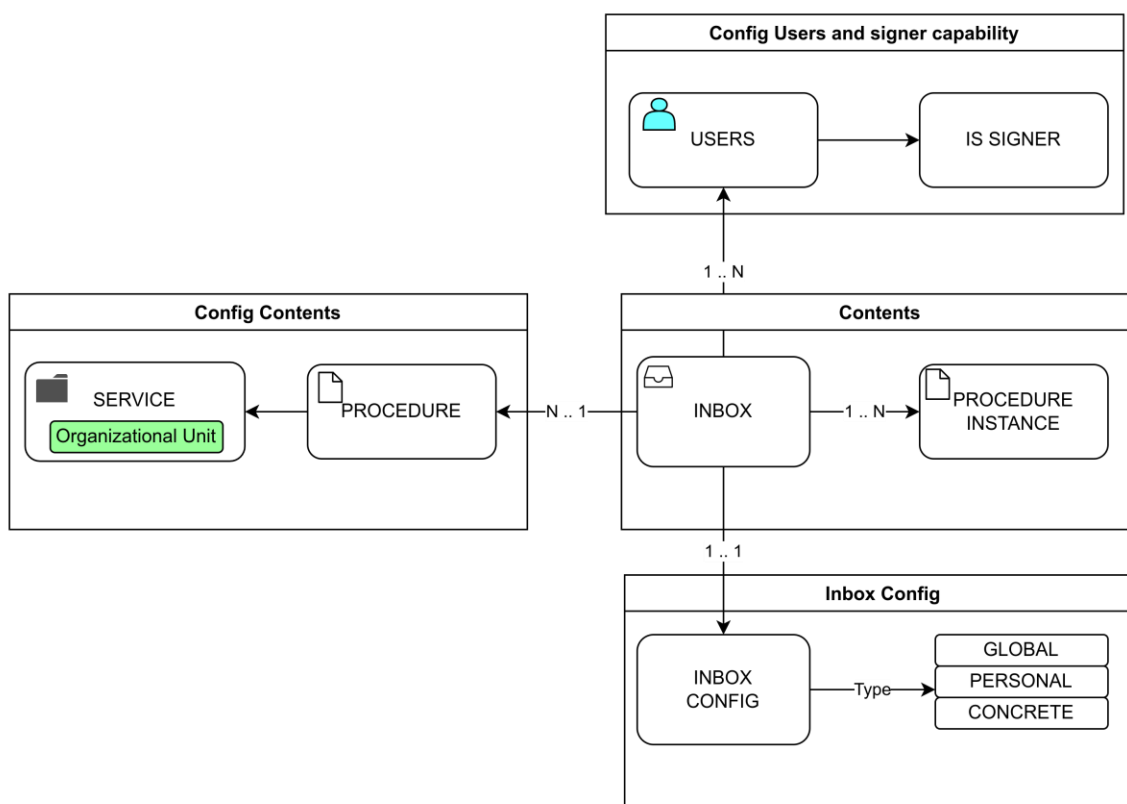 Config Users and signer capability
USERS
IS SIGNER
1 .. N
Config Contents
SERVICE
Organizational Unit
PROCEDURE
N .. 1
Contents
INBOX
1 .. N
PROCEDURE
INSTANCE
1 .. 1
Inbox Config
INBOX
CONFIG
Type
GLOBAL
PERSONAL
CONCRETE